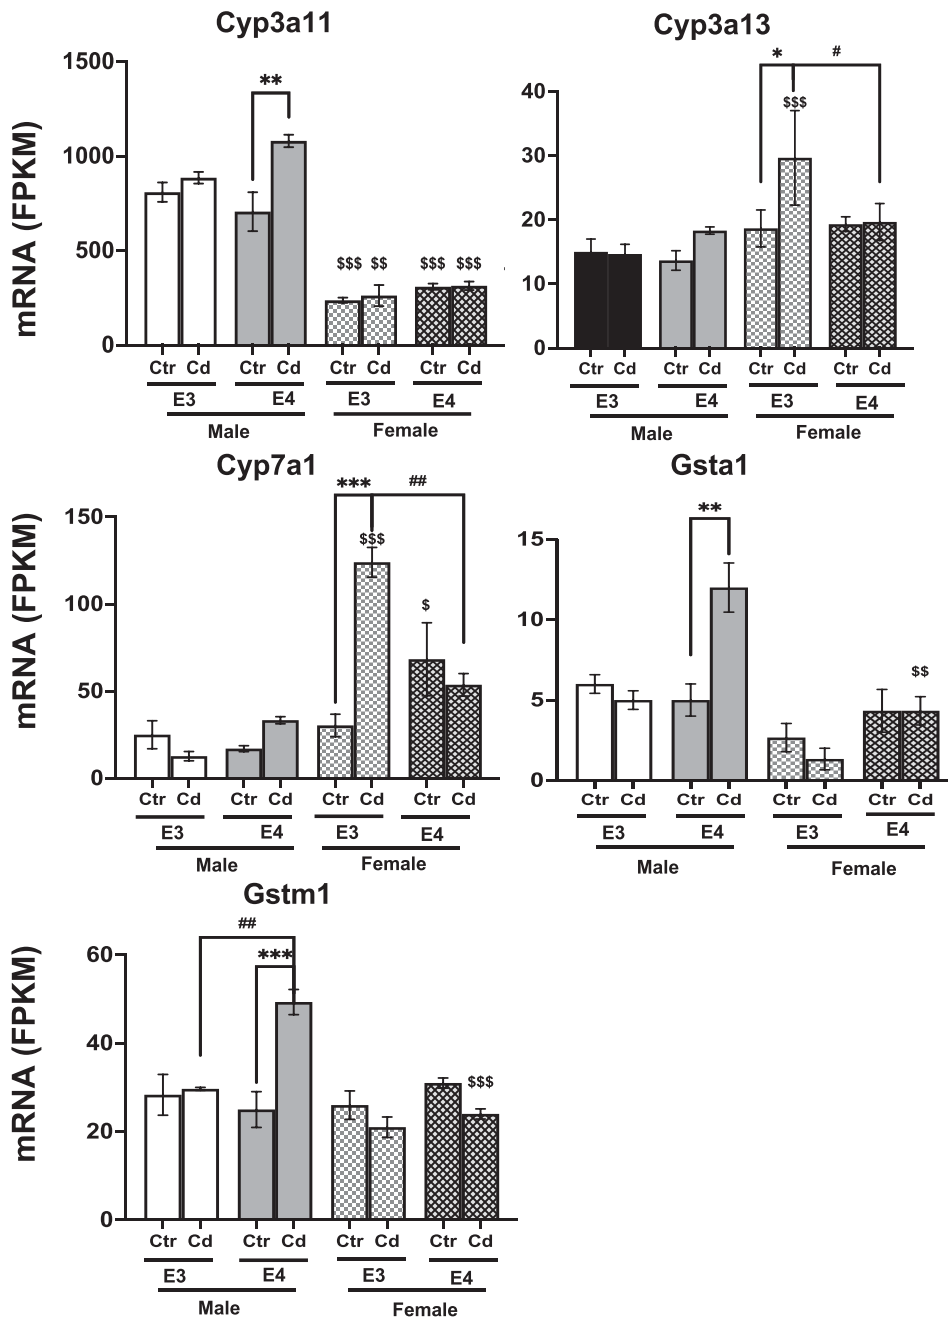 Cyp3a11
mRNA (FPKM)
1500
1000
500
0
**
$$$ $$ $$$ $$$
Ctr Cd Ctr Cd Ctr Cd Ctr Cd
E3 E4 E3 E4
Male Female
Cyp3a13
40
30
20
10
0
* #
$$$
Ctr Cd Ctr Cd Ctr Cd Ctr Cd
E3 E4 E3 E4
Male Female
Cyp7a1
mRNA (FPKM)
150
100
50
0
*** ##
$$$
$
Ctr Cd Ctr Cd Ctr Cd Ctr Cd
E3 E4 E3 E4
Male Female
Gsta1
15
10
5
0
**
$$
Ctr Cd Ctr Cd Ctr Cd Ctr Cd
E3 E4 E3 E4
Male Female
Gstm1
mRNA (FPKM)
60
40
20
0
##
***
$$$
Ctr Cd Ctr Cd Ctr Cd Ctr Cd
E3 E4 E3 E4
Male Female